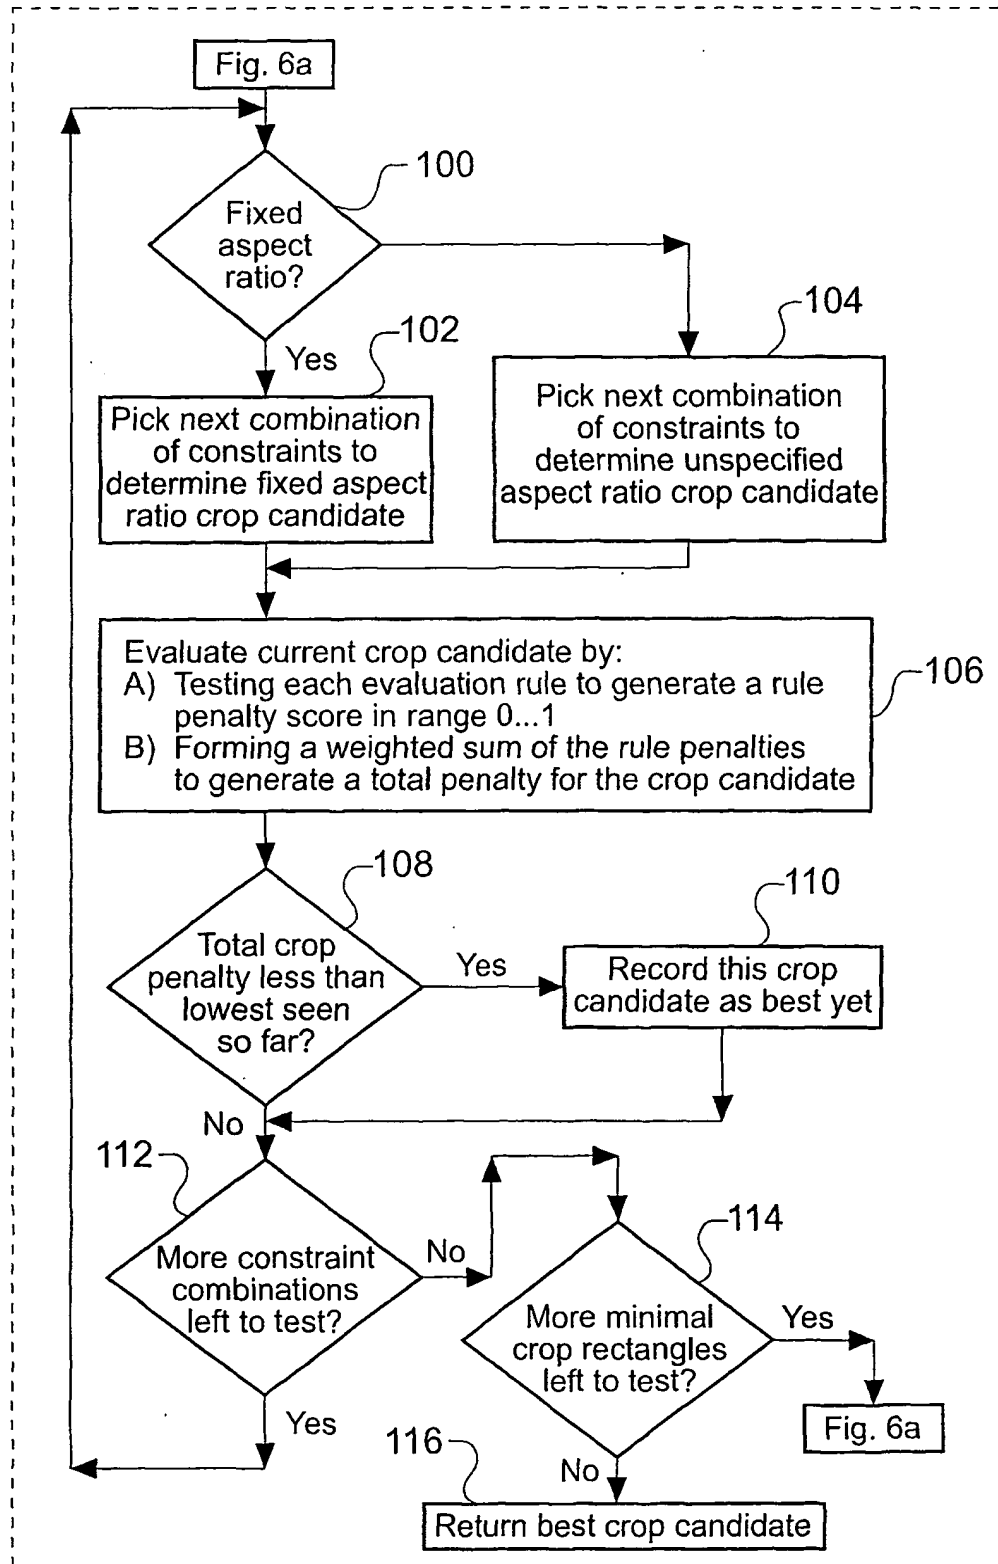 Fig. 6a
100
Fixed
aspect
ratio?
102
104
Yes
Pick next combination
of constraints to
determine fixed aspect
ratio crop candidate
Pick next combination
of constraints to
determine unspecified
aspect ratio crop candidate
Evaluate current crop candidate by:
A) Testing each evaluation rule to generate a rule
penalty score in range 0...1
B) Forming a weighted sum of the rule penalties
to generate a total penalty for the crop candidate
106
108
Total crop
penalty less than
lowest seen
so far?
Yes
110
Record this crop
candidate as best yet
No
112
More constraint
combinations
left to test?
No
114
More minimal
crop rectangles
left to test?
Yes
Fig. 6a
Yes
116
No
Return best crop candidate